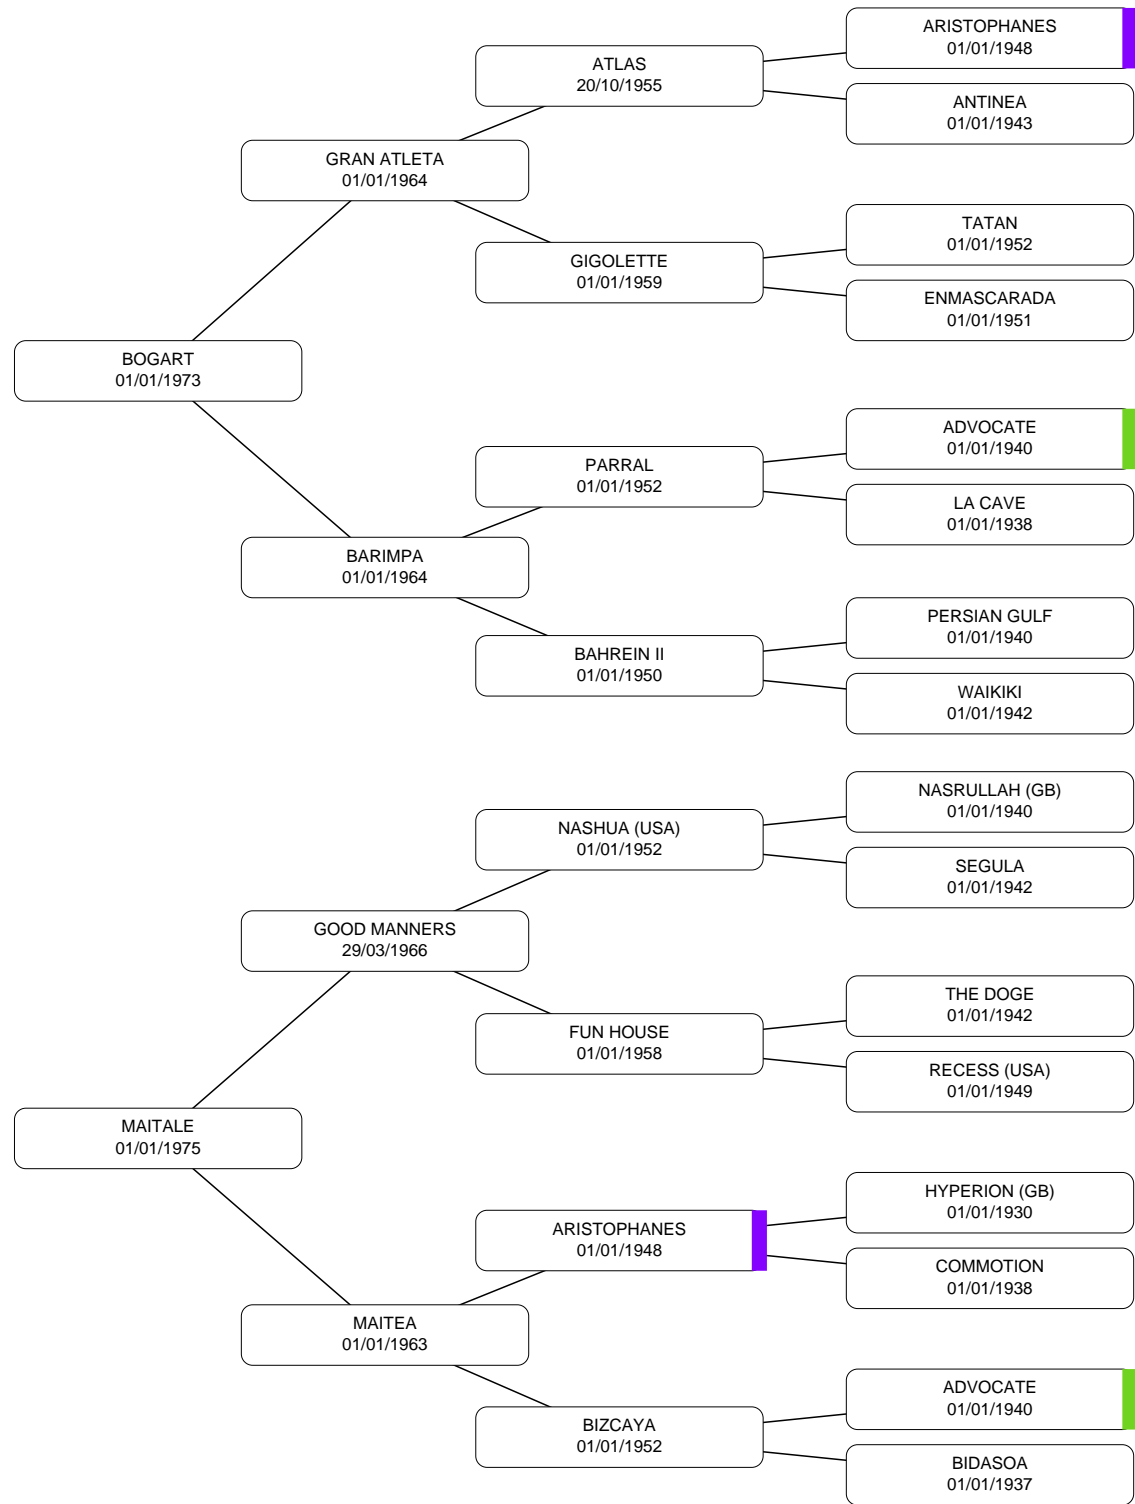 ARISTOPHANES
01/01/1948
ATLAS
20/10/1955
ANTINEA
01/01/1943
GRAN ATLETA
01/01/1964
TATAN
01/01/1952
GIGOLETTE
01/01/1959
ENMASCARADA
01/01/1951
BOGART
01/01/1973
ADVOCATE
01/01/1940
PARRAL
01/01/1952
LA CAVE
01/01/1938
BARIMPA
01/01/1964
PERSIAN GULF
01/01/1940
BAHREIN II
01/01/1950
WAIKIKI
01/01/1942
NASRULLAH (GB)
01/01/1940
NASHUA (USA)
01/01/1952
SEGULA
01/01/1942
GOOD MANNERS
29/03/1966
THE DOGE
01/01/1942
FUN HOUSE
01/01/1958
RECESS (USA)
01/01/1949
MAITALE
01/01/1975
HYPERION (GB)
01/01/1930
ARISTOPHANES
01/01/1948
COMMOTION
01/01/1938
MAITEA
01/01/1963
ADVOCATE
01/01/1940
BIZCAYA
01/01/1952
BIDASOA
01/01/1937